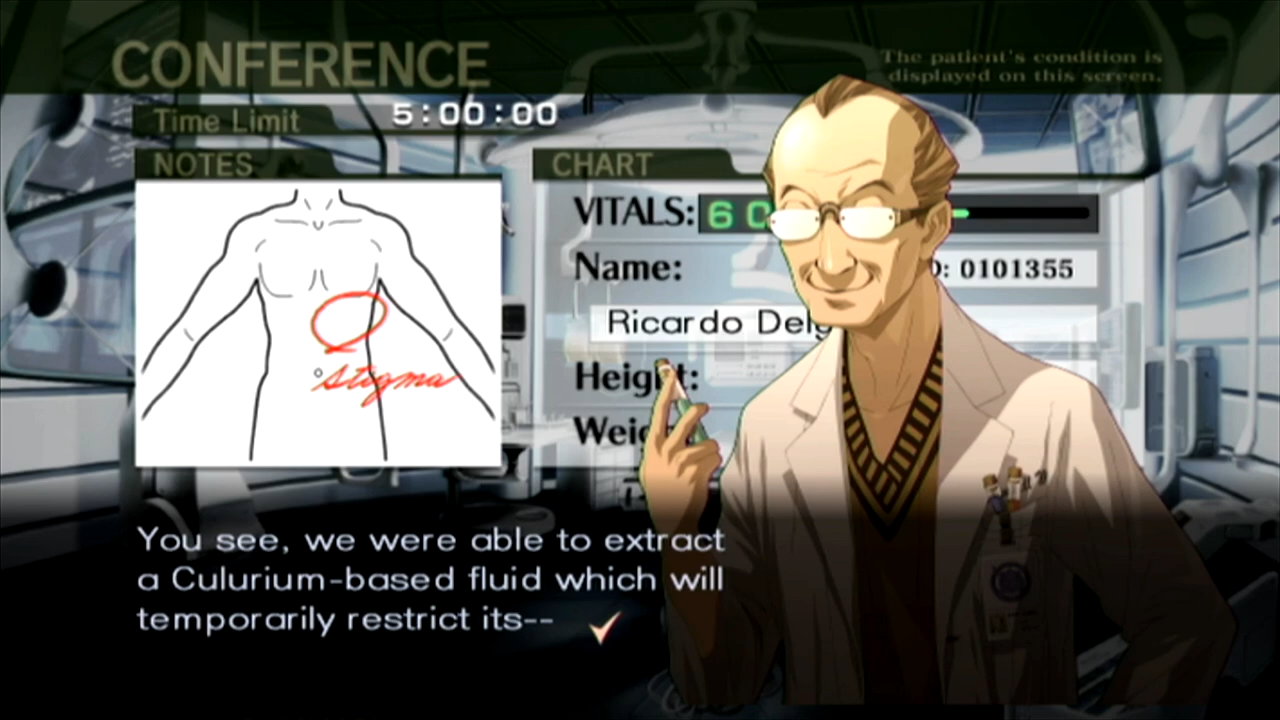 CONFERENCE
The patient's condition is
displayed on this screen.
Time Limit
5:00:00
NOTES
CHART
VITALS: 60
Name:
: 0101355
Ricardo
Height:
stigma
You see, we were able to extract
a Culurium-based fluid which will
temporarily restrict its--